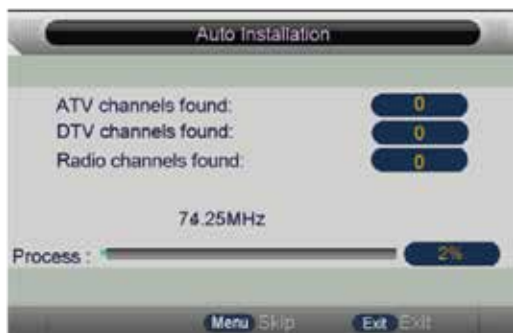 Auto Installation
ATV channels found: 0
DTV channels found: 0
Radio channels found: 0
74.25MHz
Process : 2%
Menu Skip Exit Exit